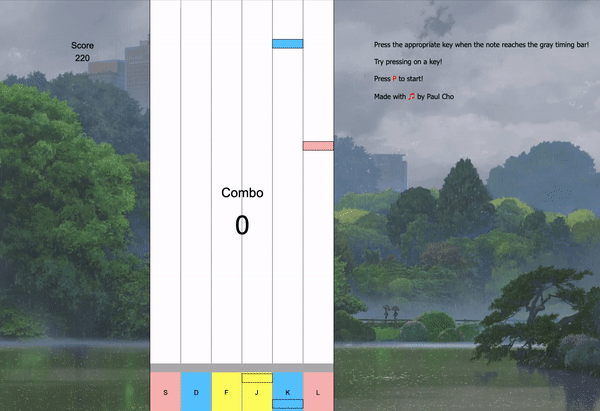 Score
220
Press the appropriate key when the note reaches the gray timing bar!
Try pressing on a key!
Press P to start!
Made with 🎵 by Paul Cho
Combo
0
S D F J K L